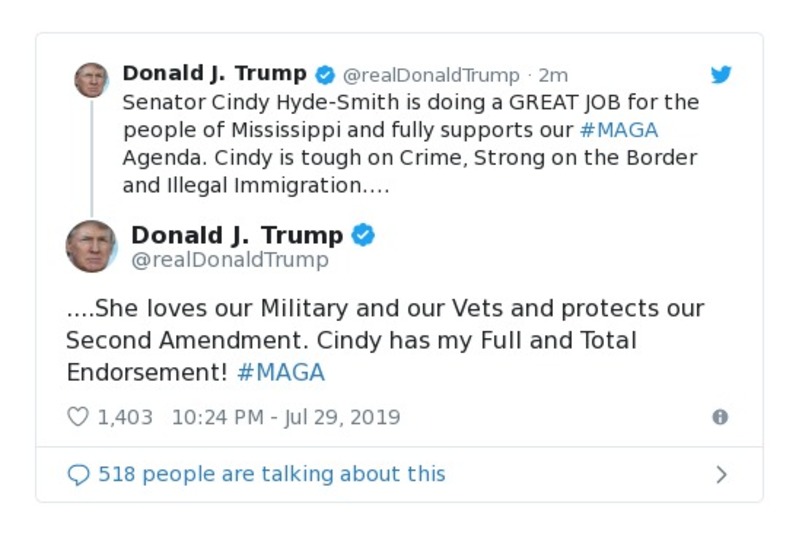 Donald J. Trump @realDonaldTrump · 2m
Senator Cindy Hyde-Smith is doing a GREAT JOB for the
people of Mississippi and fully supports our #MAGA
Agenda. Cindy is tough on Crime, Strong on the Border
and Illegal Immigration....
Donald J. Trump
@realDonaldTrump
....She loves our Military and our Vets and protects our
Second Amendment. Cindy has my Full and Total
Endorsement! #MAGA
1,403 10:24 PM - Jul 29, 2019
518 people are talking about this